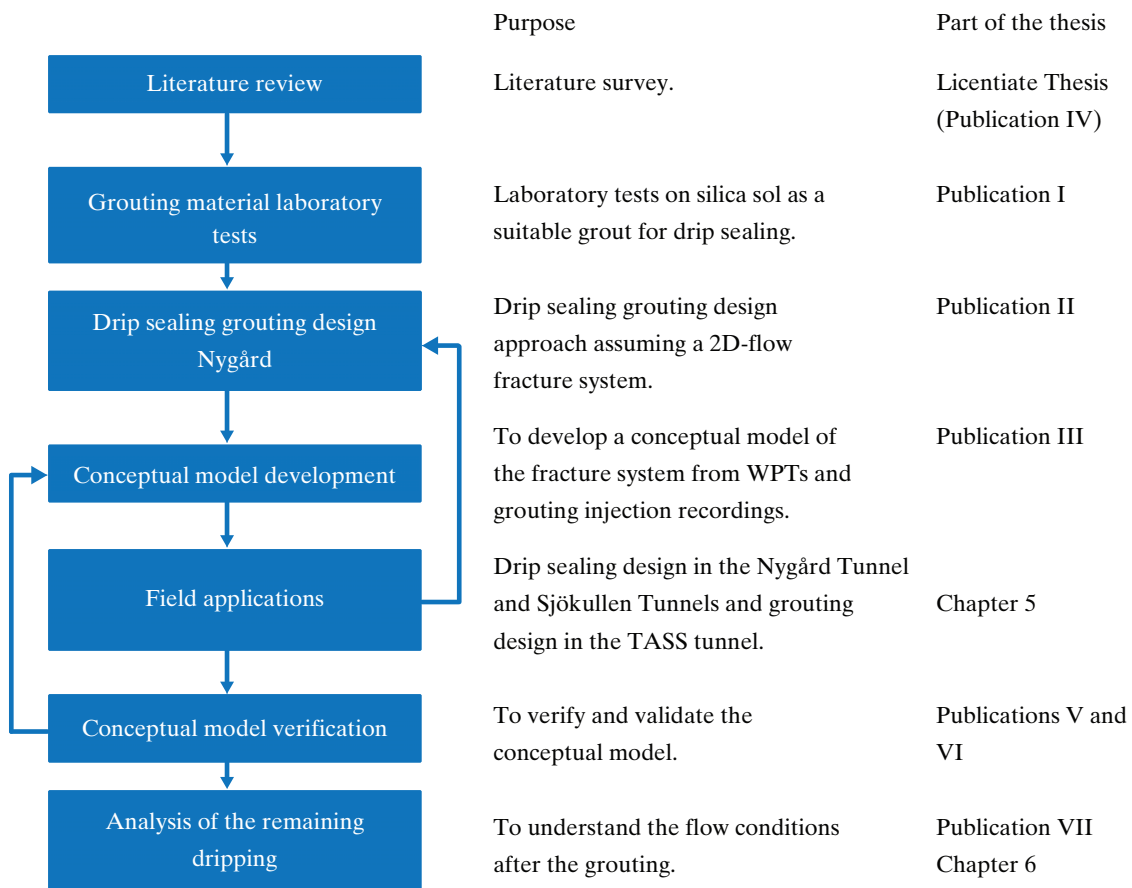 Purpose
Part of the thesis
Literature review
Literature survey.
Licentiate Thesis
(Publication IV)
Grouting material laboratory
tests
Laboratory tests on silica sol as a
suitable grout for drip sealing.
Publication I
Drip sealing grouting design
Nygård
Drip sealing grouting design
approach assuming a 2D-flow
fracture system.
Publication II
Conceptual model development
To develop a conceptual model of
the fracture system from WPTs and
grouting injection recordings.
Publication III
Field applications
Drip sealing design in the Nygård Tunnel
and Sjökullen Tunnels and grouting
design in the TASS tunnel.
Chapter 5
Conceptual model verification
To verify and validate the
conceptual model.
Publications V and
VI
Analysis of the remaining
dripping
To understand the flow conditions
after the grouting.
Publication VII
Chapter 6